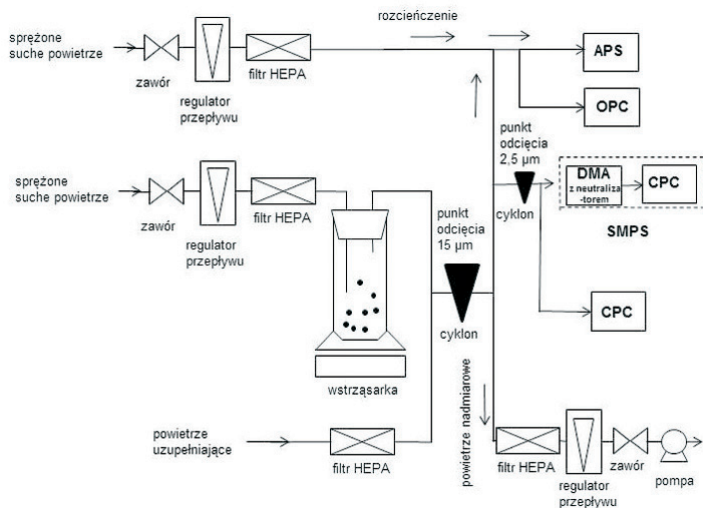 rozcieńczenie
sprężone
suche powietrze
zawór
regulator
przepływu
filtr HEPA
APS
OPC
punkt
odcięcia
2,5 µm
cyklon
DMA
z neutraliza
-torem
CPC
SMPS
CPC
sprężone
suche powietrze
zawór
regulator
przepływu
filtr HEPA
punkt
odcięcia
15 µm
cyklon
wstrząsarka
powietrze
uzupełniające
filtr HEPA
powietrze nadmiarowe
filtr HEPA
regulator
przepływu
zawór
pompa